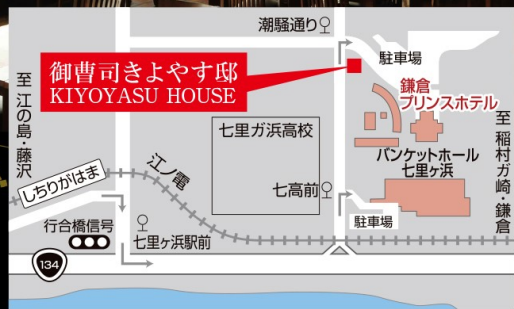 潮騒通り
駐車場
御曹司きよやす邸
KIYOYASU HOUSE
鎌倉
プリンスホテル
至 江の島・藤沢
七里ガ浜高校
至 稲村ガ崎・鎌倉
バンケットホール
七里ヶ浜
しちりがはま
江ノ電
七高前
駐車場
行合橋信号
七里ヶ浜駅前
134